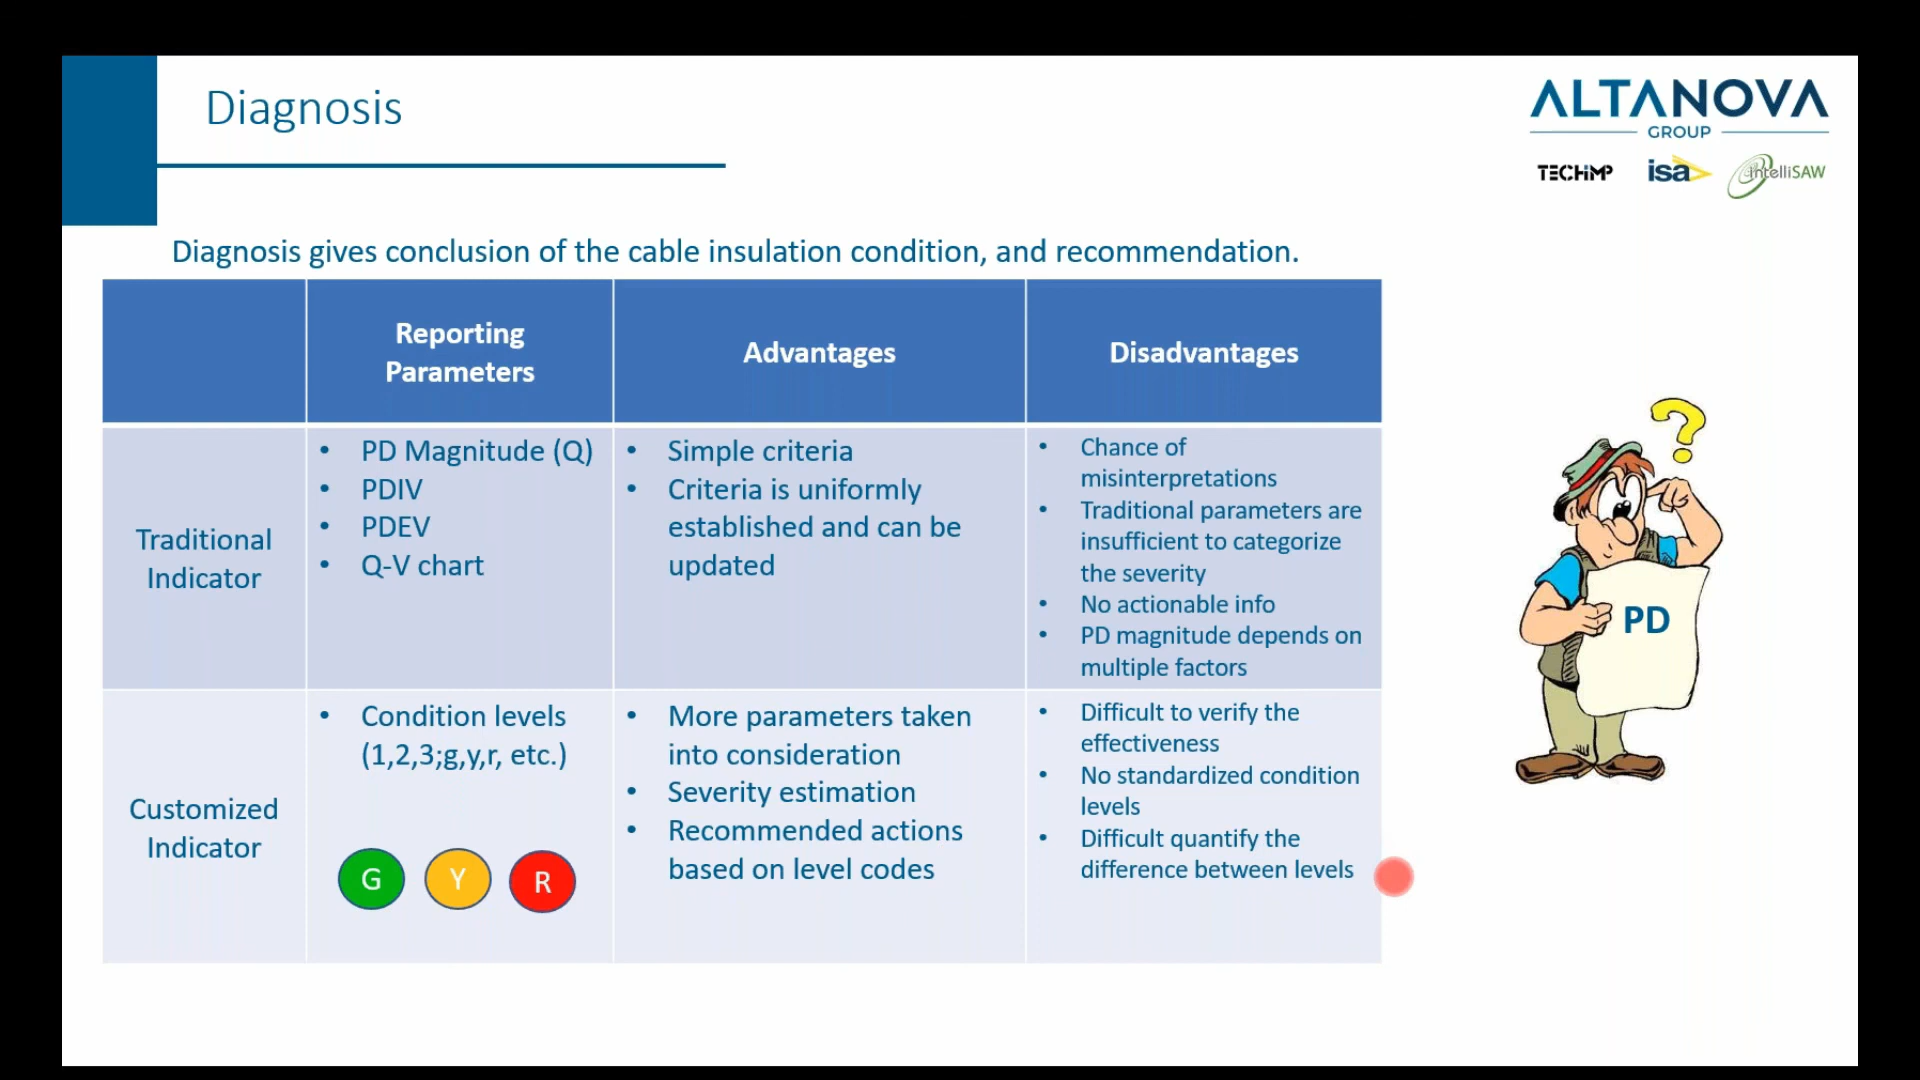 Diagnosis
ALTANOVA
GROUP
TECHIMP
isa
intelliSAW
Diagnosis gives conclusion of the cable insulation condition, and recommendation.
Reporting
Parameters
Advantages
Disadvantages
Traditional
Indicator
• PD Magnitude (Q)
• PDIV
• PDEV
• Q-V chart
• Simple criteria
• Criteria is uniformly
established and can be
updated
• Chance of
misinterpretations
• Traditional parameters are
insufficient to categorize
the severity
• No actionable info
• PD magnitude depends on
multiple factors
Customized
Indicator
• Condition levels
(1,2,3;g,y,r, etc.)
G Y R
• More parameters taken
into consideration
• Severity estimation
• Recommended actions
based on level codes
• Difficult to verify the
effectiveness
• No standardized condition
levels
• Difficult quantify the
difference between levels
?
PD